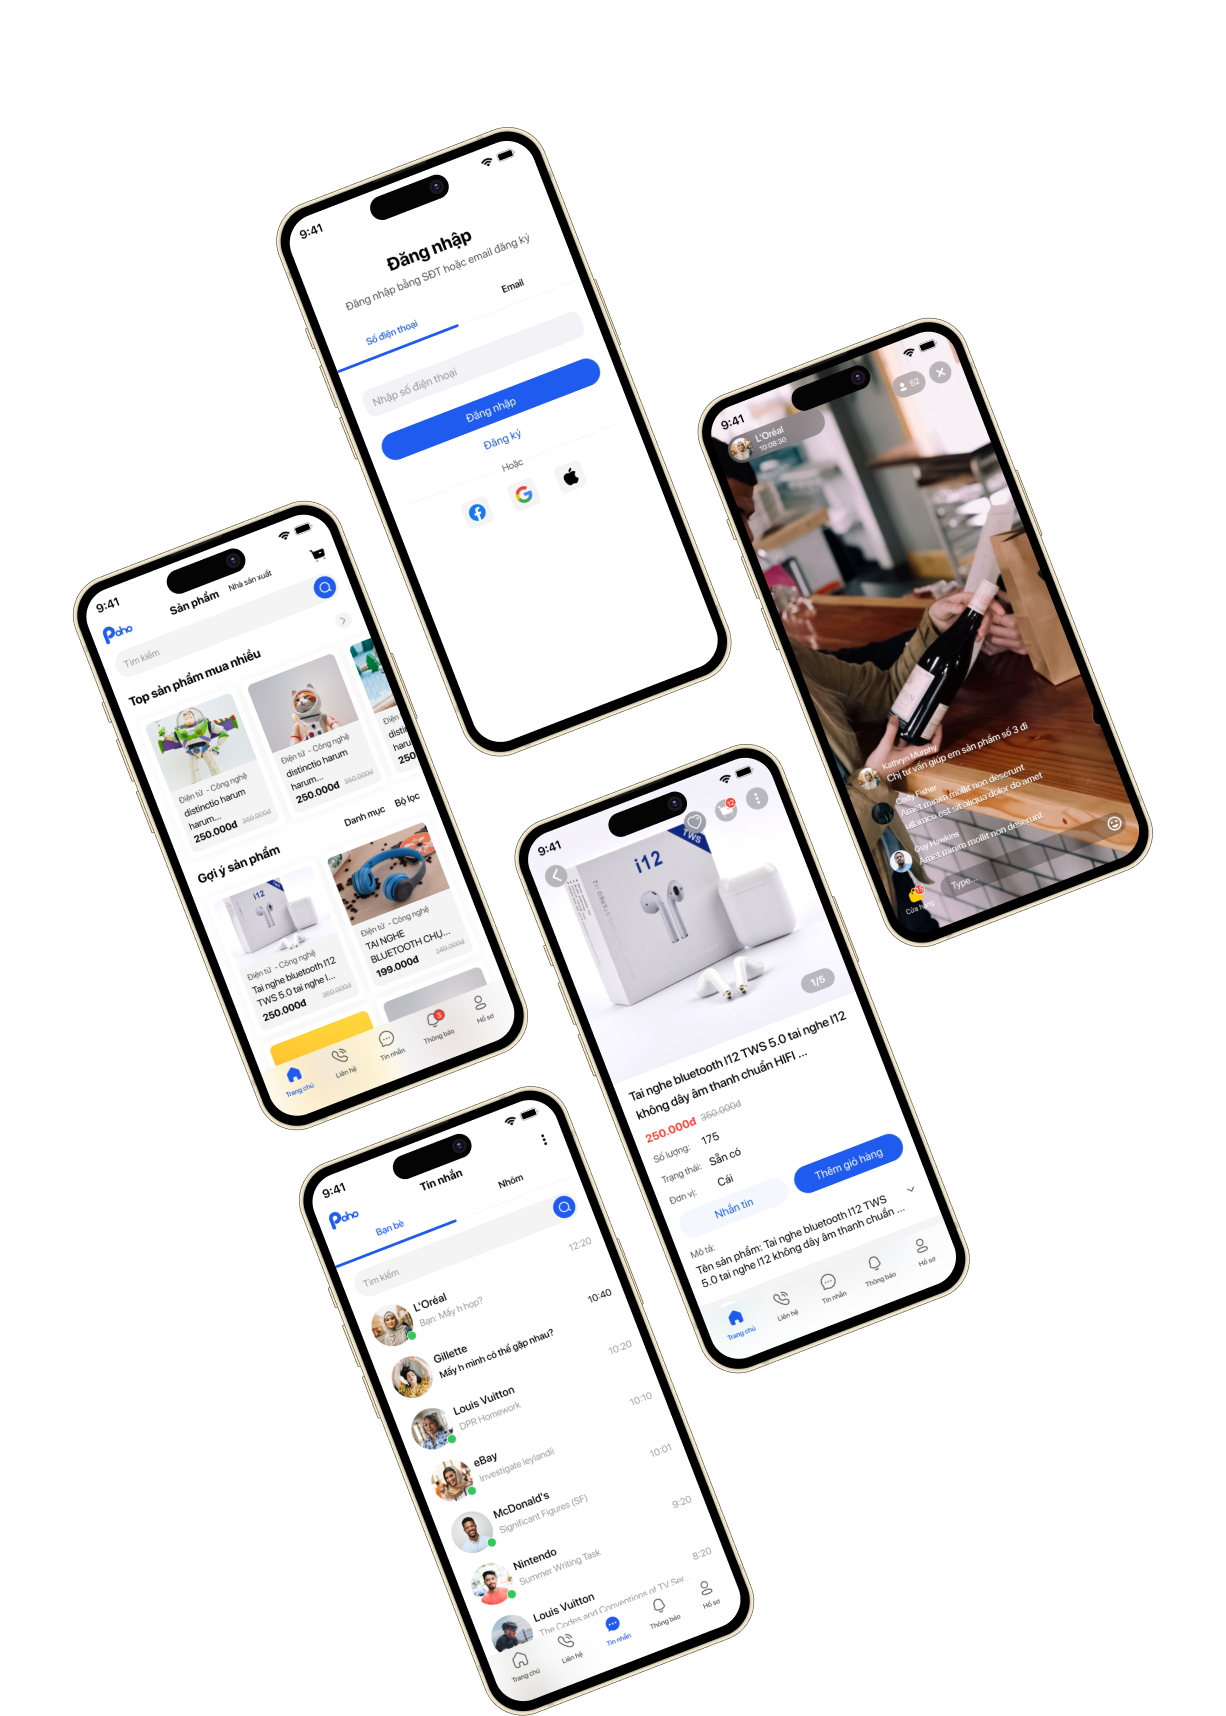 9:41
Đăng nhập
Đăng nhập bằng SĐT hoặc email đăng ký
Số điện thoại
Email
Nhập số điện thoại
Đăng nhập
Đăng ký
Hoặc
9:41
52
L'Oréal
10:08:30
Kathryn Murphy
Chị tư vấn giúp em sản phẩm số 3 đi
Cody Fisher
Amet minim mollit non deserunt
ullamco est sit aliqua dolor do amet
Guy Hawkins
Amet minim mollit non deserunt
13
Cửa hàng
Type...
9:41
Poho
Sản phẩm
Nhà sản xuất
Tìm kiếm
Top sản phẩm mua nhiều
Điện tử - Công nghệ
distinctio harum
harum...
250.000đ
350.000đ
Điện tử - Công nghệ
distinctio harum
harum...
250.000đ
350.000đ
Điện
disti
haru
250
Danh mục
Bộ lọc
Gợi ý sản phẩm
i12
Điện tử - Công nghệ
Tai nghe bluetooth I12
TWS 5.0 tai nghe I...
250.000đ
350.000đ
Điện tử - Công nghệ
TAI NGHE
BLUETOOTH CHỤ...
199.000đ
249.000đ
Trang chủ
Liên hệ
Tin nhắn
3
Thông báo
Hồ sơ
9:41
12
TWS
i12
1/5
Tai nghe bluetooth I12 TWS 5.0 tai nghe I12
không dây âm thanh chuẩn HIFI ...
250.000đ
350.000đ
Số lượng:
175
Trạng thái:
Sẵn có
Đơn vị:
Cái
Nhắn tin
Thêm giỏ hàng
Mô tả:
Tên sản phẩm: Tai nghe bluetooth I12 TWS
5.0 tai nghe I12 không dây âm thanh chuẩn ...
Trang chủ
Liên hệ
Tin nhắn
Thông báo
Hồ sơ
9:41
Poho
Tin nhắn
Bạn bè
Nhóm
Tìm kiếm
L'Oréal
12:20
Bạn: Mấy h họp?
Gillette
10:40
Mấy h mình có thể gặp nhau?
Louis Vuitton
10:20
DPR Homework
eBay
10:10
Investigate leylandii
McDonald's
10:01
Significant Figures (SF)
Nintendo
9:20
Summer Writing Task
Louis Vuitton
8:20
The Codes and Conventions of TV Ser...
Trang chủ
Liên hệ
Tin nhắn
Thông báo
Hồ sơ